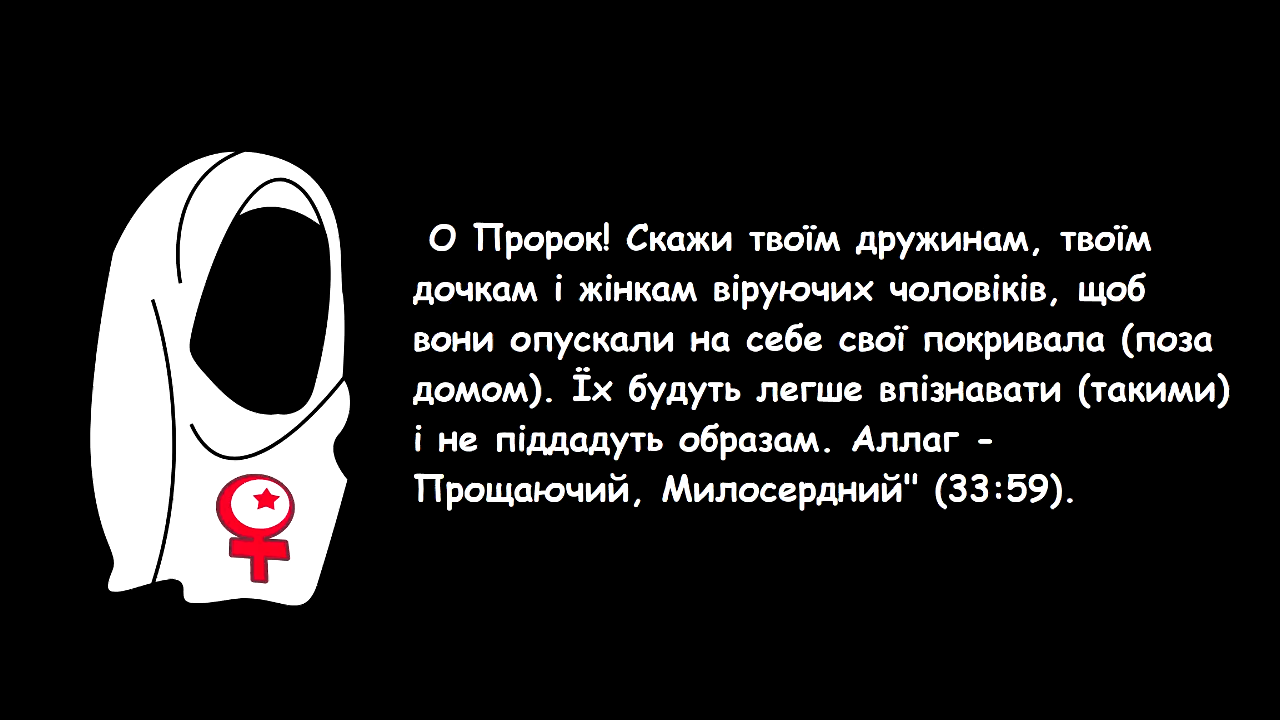 О Пророк! Скажи твоїм дружинам, твоїм
дочкам і жінкам віруючих чоловіків, щоб
вони опускали на себе свої покривала (поза
домом). Їх будуть легше впізнавати (такими)
і не піддадуть образам. Аллаг -
Прощаючий, Милосердний" (33:59).